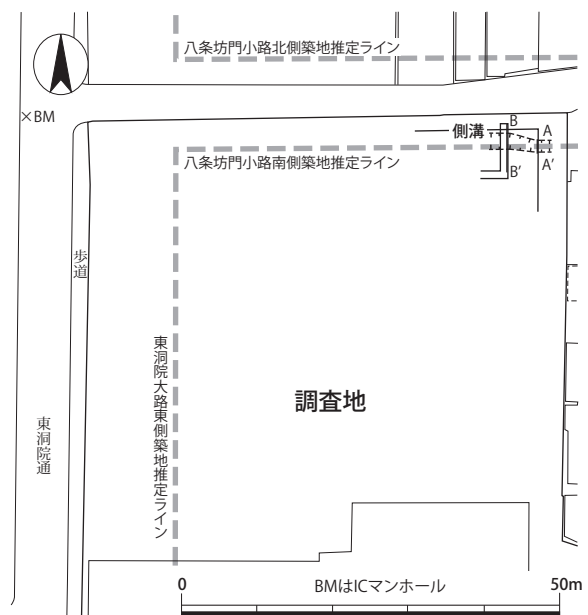 八条坊門小路北側築地推定ライン
×BM
側溝
B
A
八条坊門小路南側築地推定ライン
B′
A′
歩道
東洞院大路東側築地推定ライン
調査地
東洞院通
0
BMはICマンホール
50m